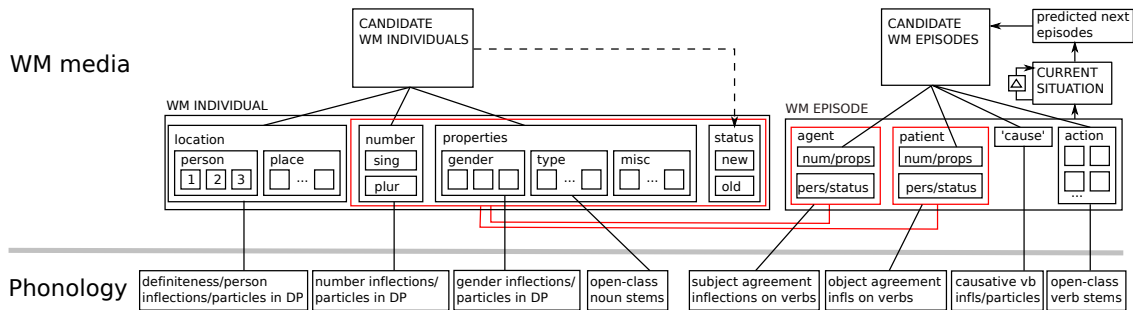 CANDIDATE
WM INDIVIDUALS
CANDIDATE
WM EPISODES
predicted next
episodes
WM media
CURRENT
SITUATION
WM INDIVIDUAL
WM EPISODE
location
number
properties
status
agent
patient
'cause'
action
person
place
sing
gender
type
misc
new
num/props
num/props
1 2 3
...
plur
...
...
old
pers/status
pers/status
...
Phonology
definiteness/person
inflections/particles in DP
number inflections/
particles in DP
gender inflections/
particles in DP
open-class
noun stems
subject agreement
inflections on verbs
object agreement
infls on verbs
causative vb
infls/particles
open-class
verb stems